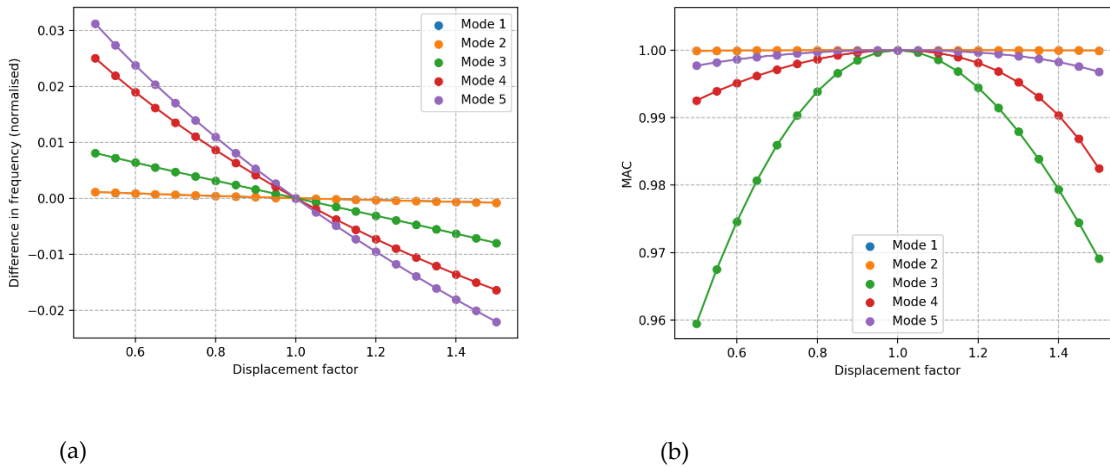 0.03
0.02
0.01
0.00
−0.01
−0.02
Difference in frequency (normalised)
Mode 1
Mode 2
Mode 3
Mode 4
Mode 5
0.6 0.8 1.0 1.2 1.4
Displacement factor
(a)
1.00
0.99
0.98
0.97
0.96
MAC
Mode 1
Mode 2
Mode 3
Mode 4
Mode 5
0.6 0.8 1.0 1.2 1.4
Displacement factor
(b)